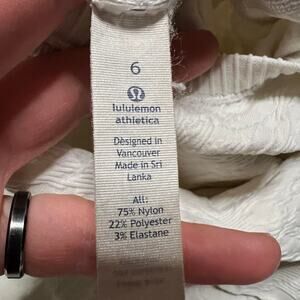 6
lululemon
athletica
Designed in
Vancouver
Made in Sri
Lanka
All:
75% Nylon
22% Polyester
3% Elastane